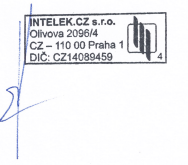 INTELEK.CZ s.r.o.
Olivova 2096/4
CZ – 110 00 Praha 1
DIČ: CZ14089459
4